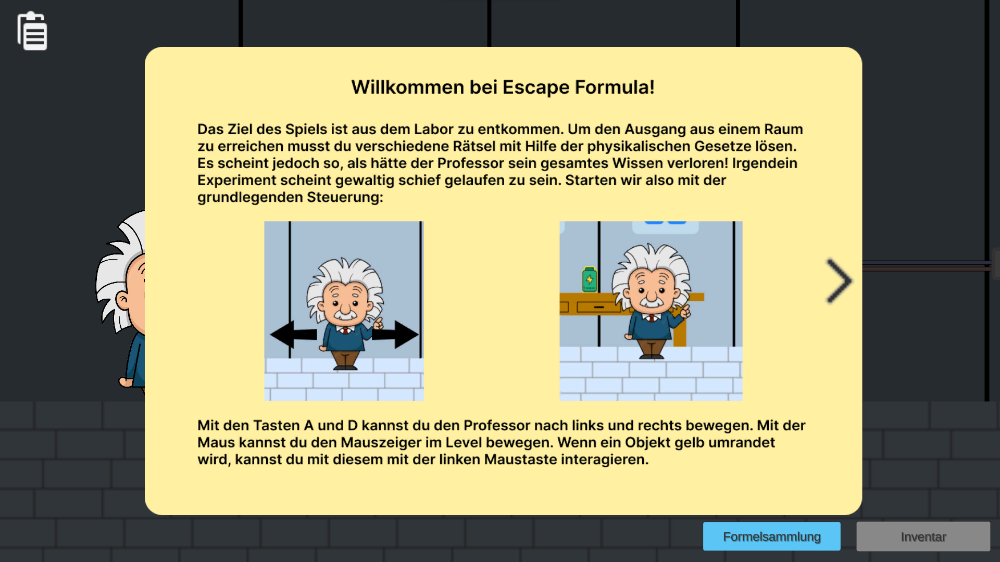 Willkommen bei Escape Formula!
Das Ziel des Spiels ist aus dem Labor zu entkommen. Um den Ausgang aus einem Raum
zu erreichen musst du verschiedene Rätsel mit Hilfe der physikalischen Gesetze lösen.
Es scheint jedoch so, als hätte der Professor sein gesamtes Wissen verloren! Irgendein
Experiment scheint gewaltig schief gelaufen zu sein. Starten wir also mit der
grundlegenden Steuerung:
Mit den Tasten A und D kannst du den Professor nach links und rechts bewegen. Mit der
Maus kannst du den Mauszeiger im Level bewegen. Wenn ein Objekt gelb umrandet
wird, kannst du mit diesem mit der linken Maustaste interagieren.
Formelsammlung
Inventar